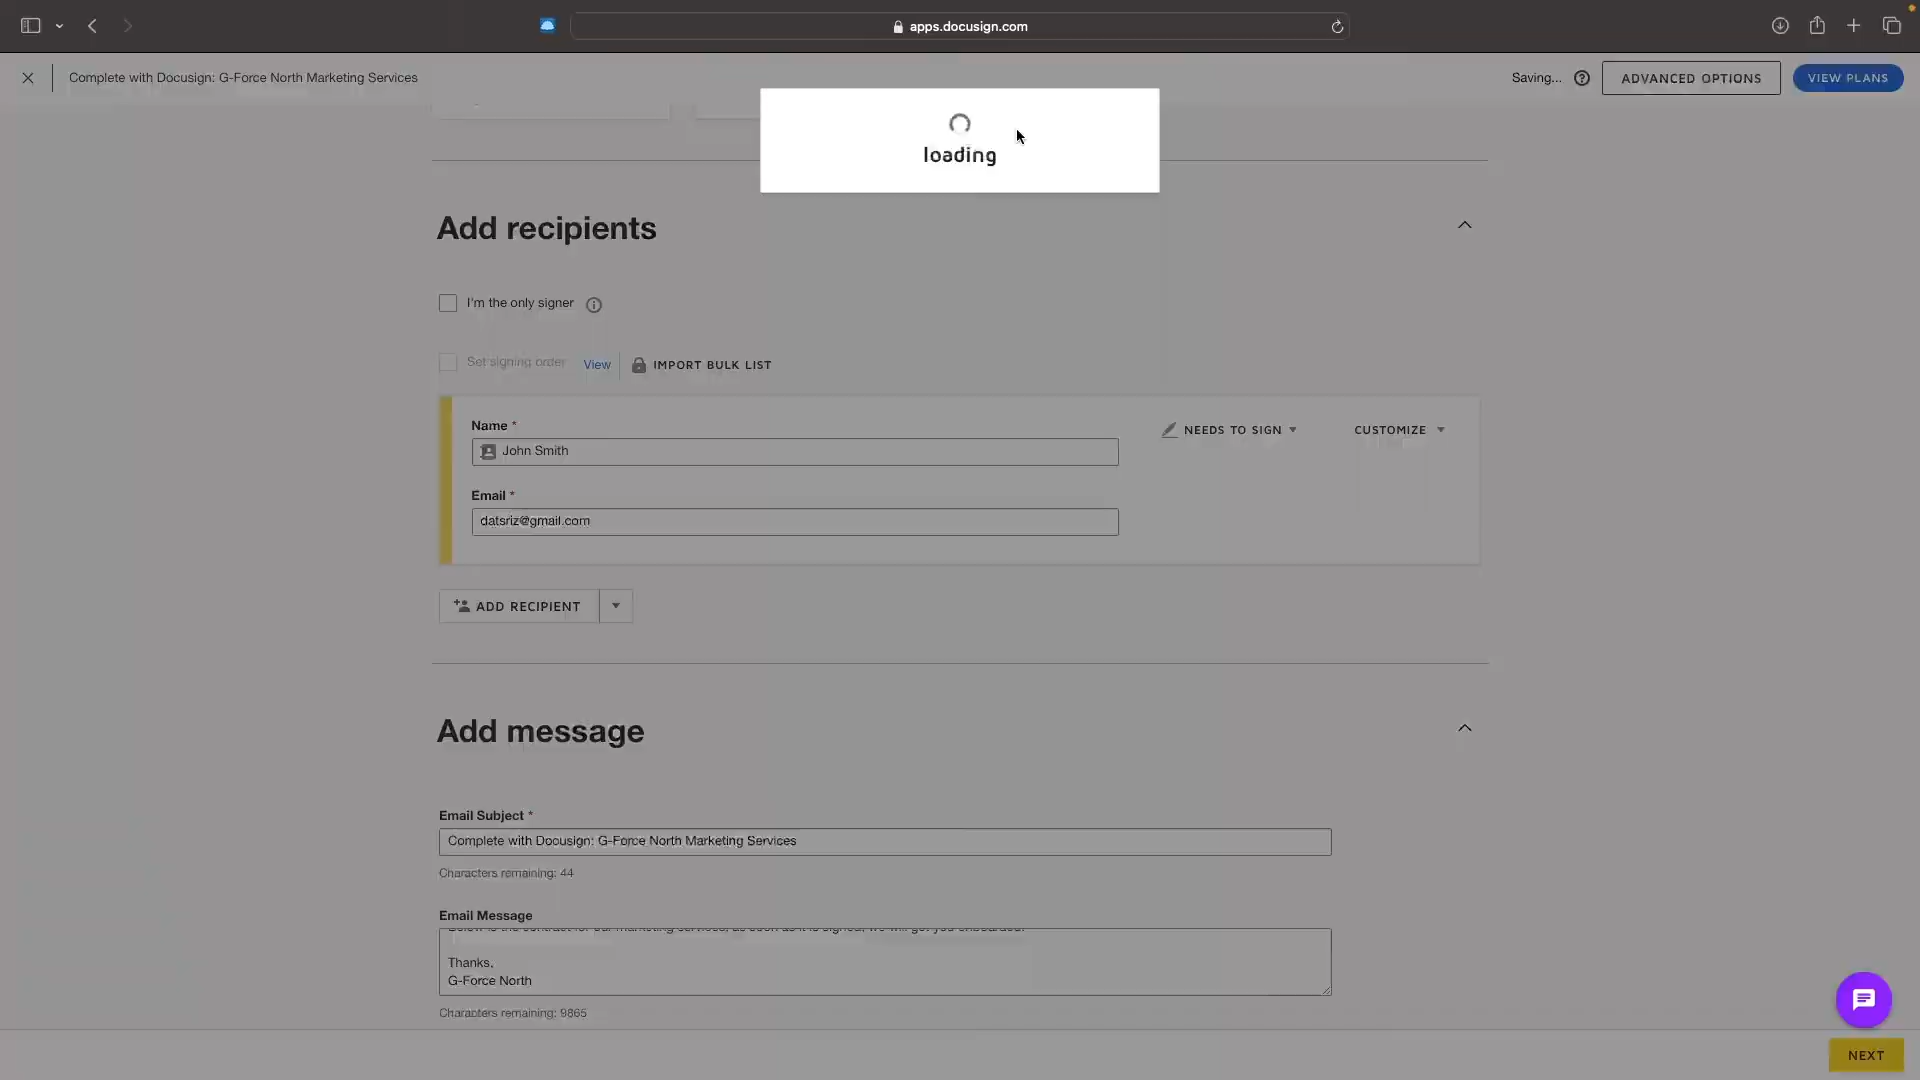 apps.docusign.com
Complete with Docusign: G-Force North Marketing Services
Saving...
ADVANCED OPTIONS
VIEW PLANS
loading
Add recipients
I'm the only signer
Set signing order
View
IMPORT BULK LIST
Name *
NEEDS TO SIGN
CUSTOMIZE
John Smith
Email *
datsriz@gmail.com
ADD RECIPIENT
Add message
Email Subject *
Complete with Docusign: G-Force North Marketing Services
Characters remaining: 44
Email Message
Below is the contract for our marketing services, as soon as it is signed, we will get you onboarded!
Thanks,
G-Force North
Characters remaining: 9865
NEXT